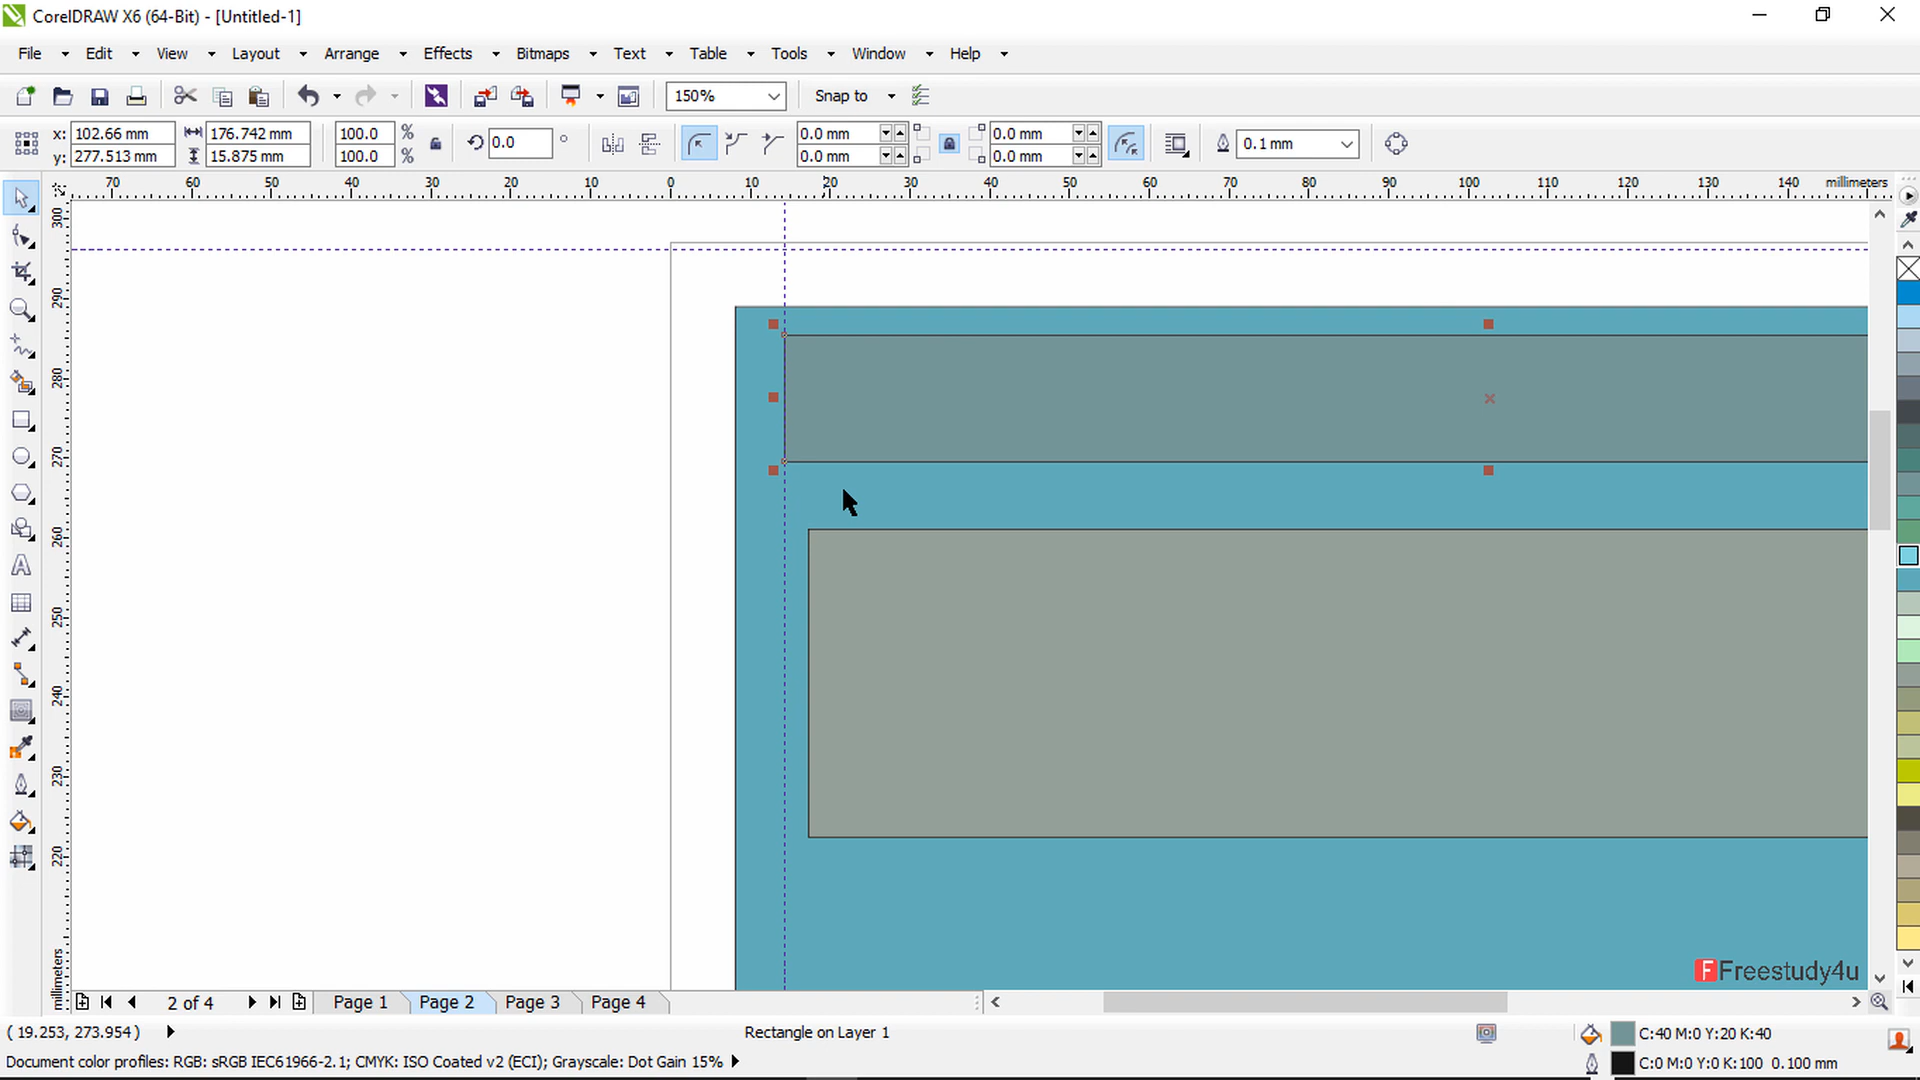 CorelDRAW X6 (64-Bit) - [Untitled-1]
File Edit View Layout Arrange Effects Bitmaps Text Table Tools Window Help
150% Snap to
x: 102.66 mm 176.742 mm 100.0 % 0.0 ° 0.0 mm 0.0 mm 0.1 mm
y: 277.513 mm 15.875 mm 100.0 % 0.0 mm 0.0 mm
70 60 50 40 30 20 10 0 10 20 30 40 50 60 70 80 90 100 110 120 130 140 millimeters
300
290
280
270
260
250
240
230
220
millimeters
Freestudy4u
2 of 4 Page 1 Page 2 Page 3 Page 4
( 19.253, 273.954 ) Rectangle on Layer 1 C:40 M:0 Y:20 K:40
Document color profiles: RGB: sRGB IEC61966-2.1; CMYK: ISO Coated v2 (ECI); Grayscale: Dot Gain 15% C:0 M:0 Y:0 K:100 0.100 mm